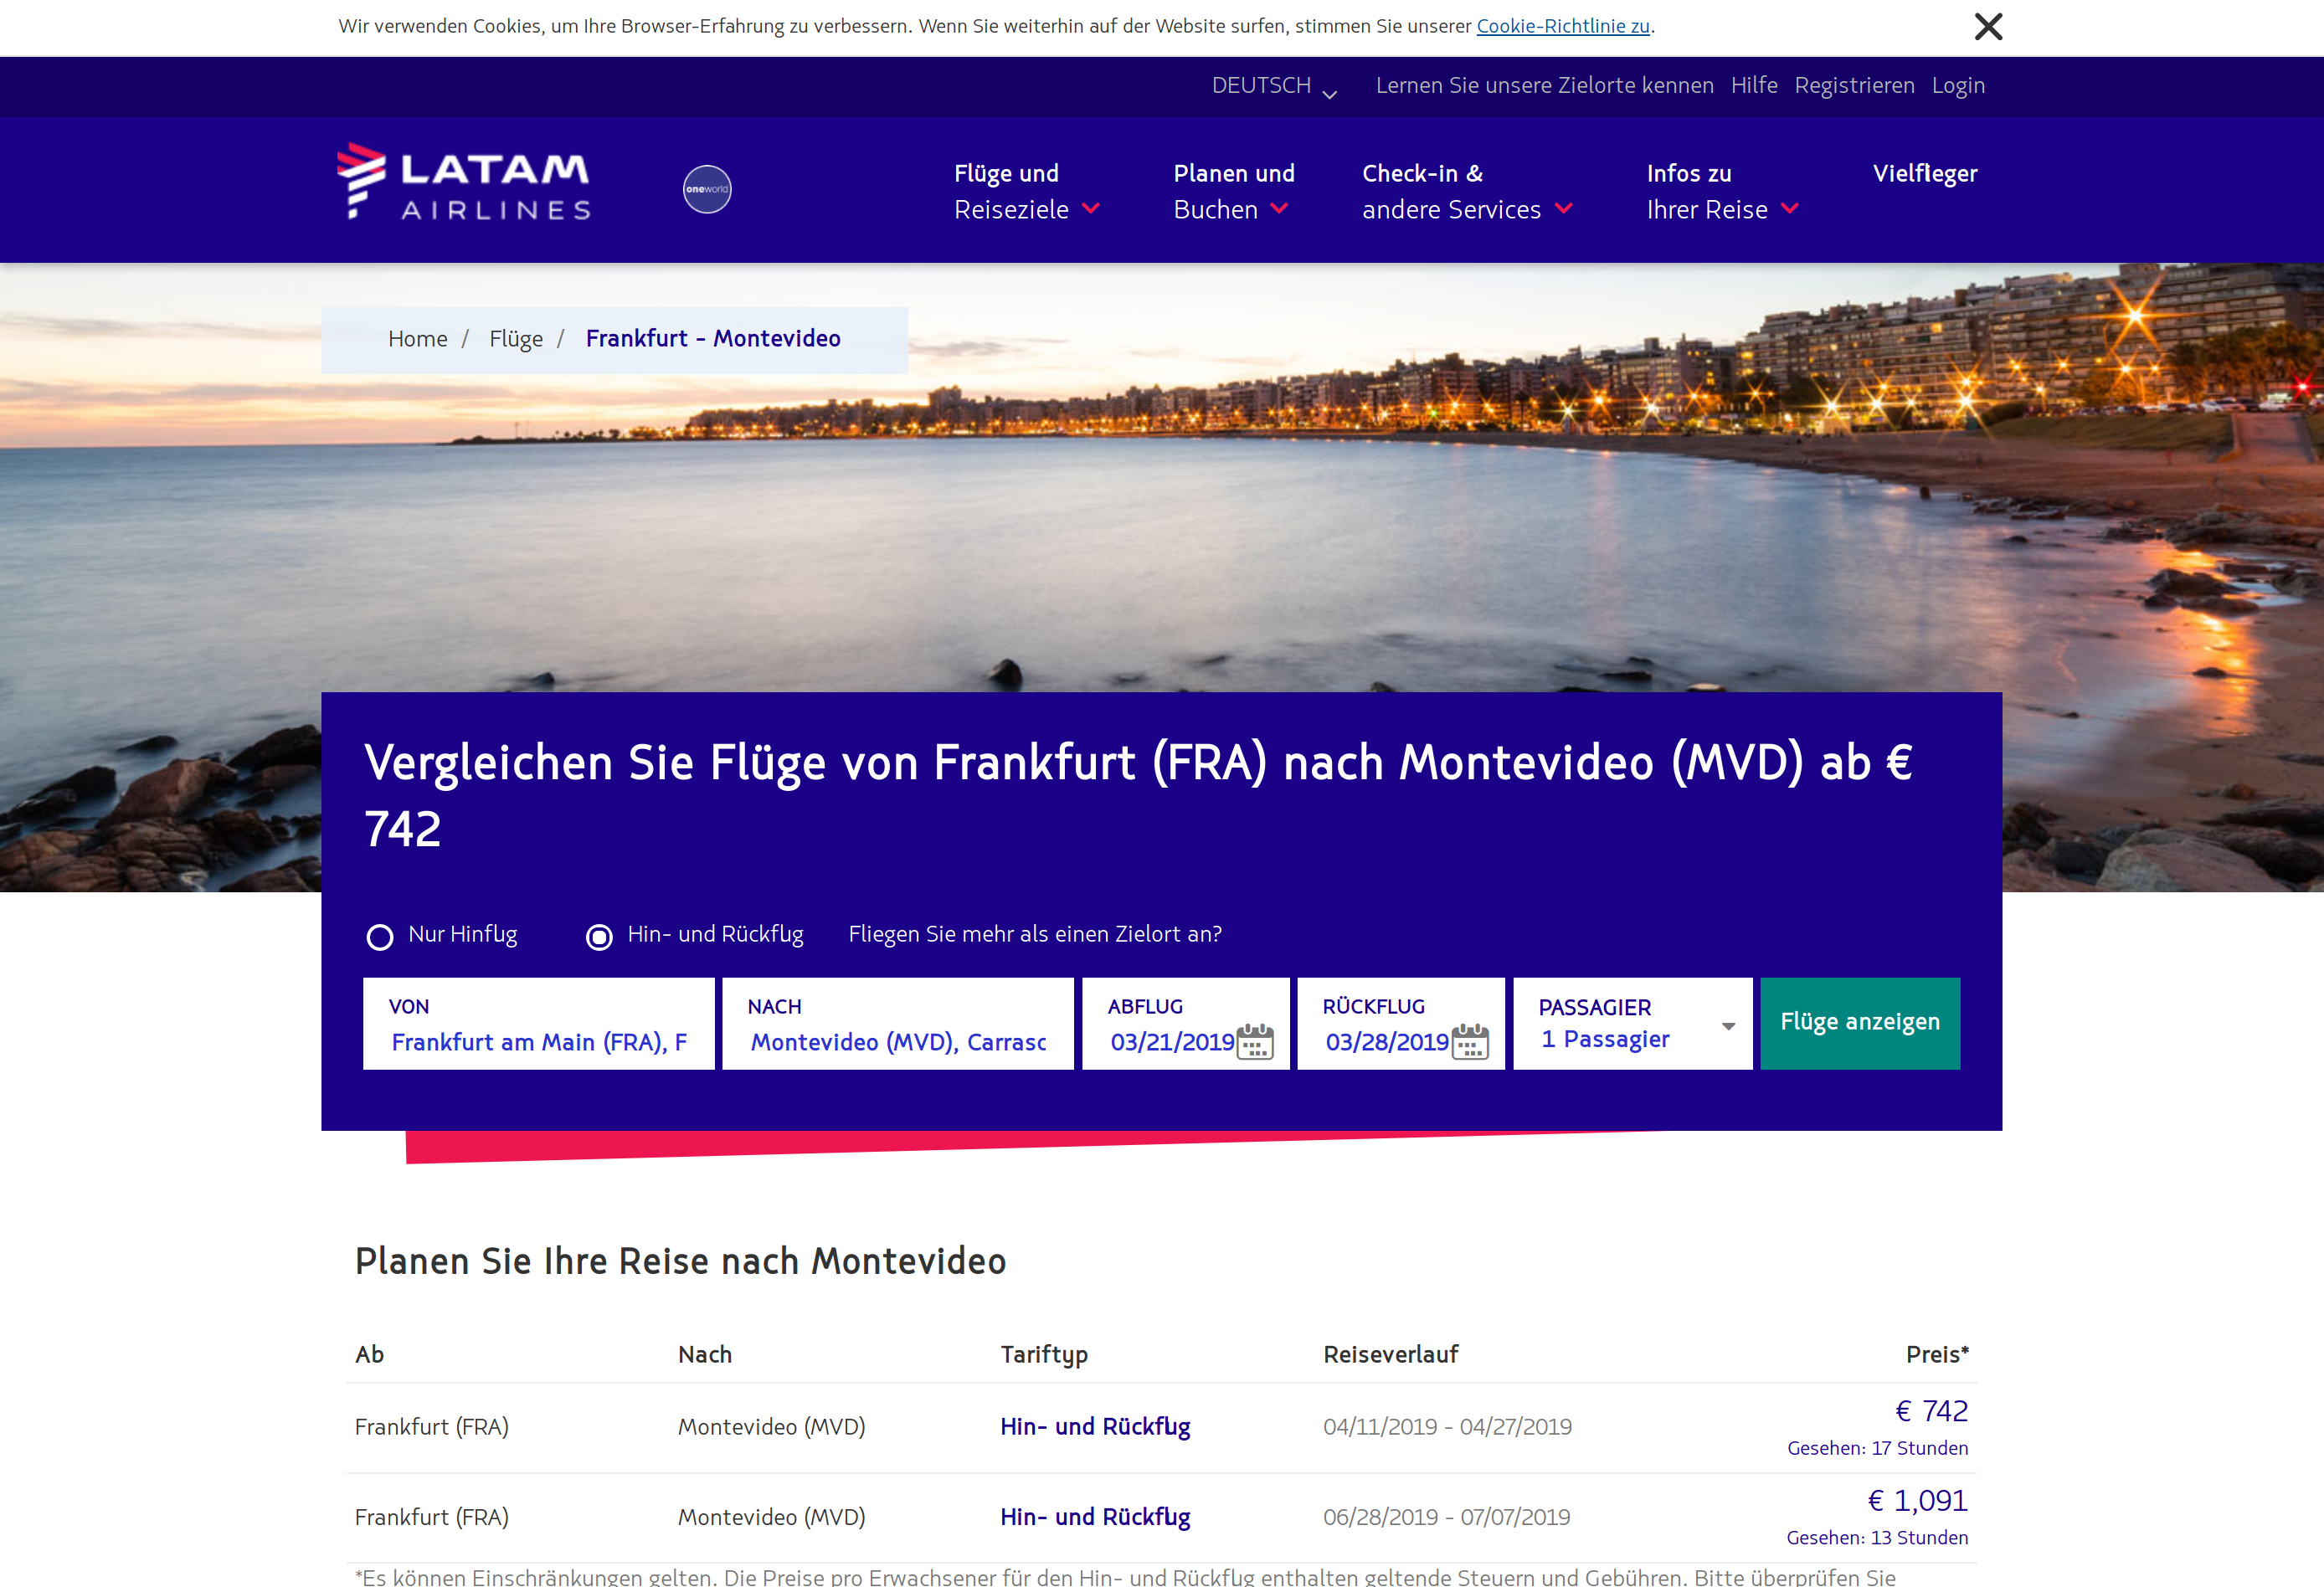 Wir verwenden Cookies, um Ihre Browser-Erfahrung zu verbessern. Wenn Sie weiterhin auf der Website surfen, stimmen Sie unserer Cookie-Richtlinie zu.
DEUTSCH Lernen Sie unsere Zielorte kennen Hilfe Registrieren Login
LATAM
AIRLINES
oneworld
Flüge und
Reiseziele
Planen und
Buchen
Check-in &
andere Services
Infos zu
Ihrer Reise
Vielflieger
Home / Flüge / Frankfurt - Montevideo
Vergleichen Sie Flüge von Frankfurt (FRA) nach Montevideo (MVD) ab €
742
Nur Hinflug Hin- und Rückflug Fliegen Sie mehr als einen Zielort an?
VON NACH ABFLUG RÜCKFLUG PASSAGIER
Frankfurt am Main (FRA), F Montevideo (MVD), Carrasc 03/21/2019 03/28/2019 1 Passagier Flüge anzeigen
Planen Sie Ihre Reise nach Montevideo
Ab Nach Tariftyp Reiseverlauf Preis*
Frankfurt (FRA) Montevideo (MVD) Hin- und Rückflug 04/11/2019 - 04/27/2019 € 742
Gesehen: 17 Stunden
Frankfurt (FRA) Montevideo (MVD) Hin- und Rückflug 06/28/2019 - 07/07/2019 € 1,091
Gesehen: 13 Stunden
*Es können Einschränkungen gelten. Die Preise pro Erwachsener für den Hin- und Rückflug enthalten geltende Steuern und Gebühren. Bitte überprüfen Sie